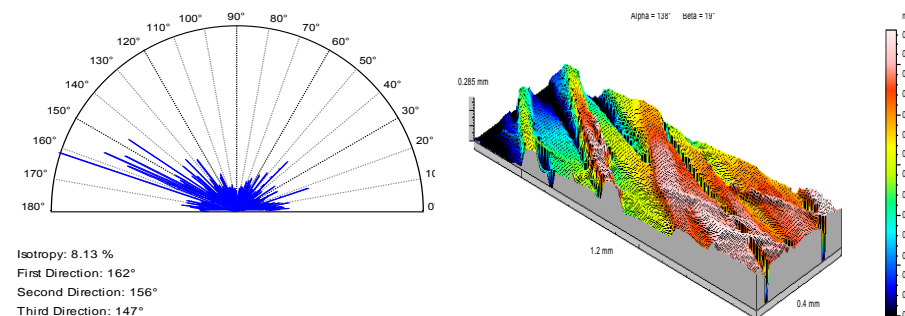 90°
100°
80°
110°
70°
120°
60°
130°
50°
140°
40°
150°
30°
160°
20°
170°
10
180°
0
Isotropy: 8.13 %
First Direction: 162°
Second Direction: 156°
Third Direction: 147°
Alpha = 138° Beta = 19°
0.285 mm
1.2 mm
0.4 mm